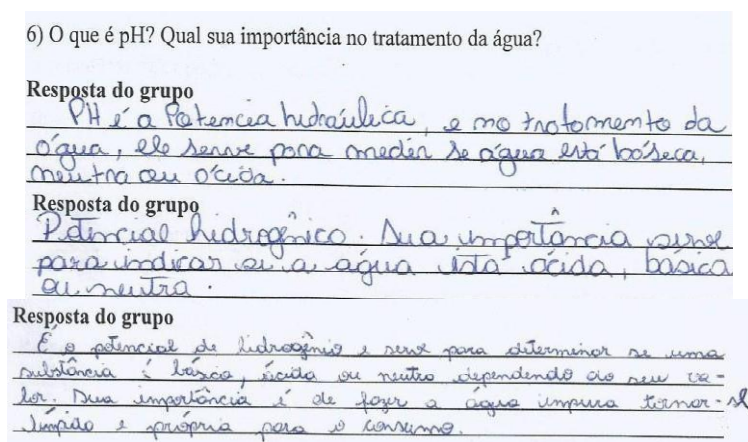 6) O que é pH? Qual sua importância no tratamento da água?
Resposta do grupo
PH é a Potencia hidraúlica, e no tratamento da
água, ele serve para medir se água está báseca,
neutra ou ácida.
Resposta do grupo
Potencial hidrogênico. Sua importância serve
para indicar se a água está ácida, básica
ou neutra.
Resposta do grupo
É o potencial de hidrogênio e serve para determinar se uma
substância é básica, ácida ou neutra dependendo do seu va-
lor. Sua importância é de fazer a água impura tornar-se
límpida e própria para o consumo.